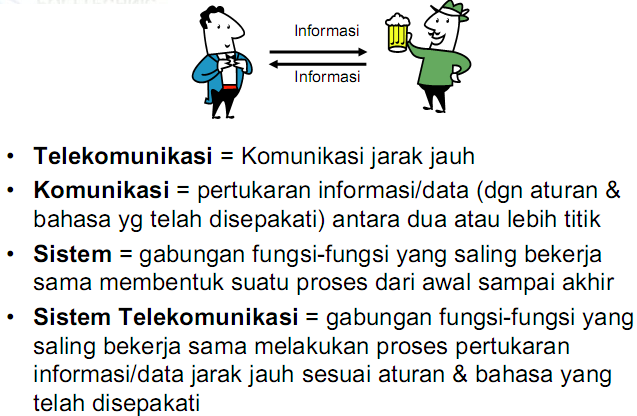 Informasi
Informasi
• Telekomunikasi = Komunikasi jarak jauh
• Komunikasi = pertukaran informasi/data (dgn aturan &
bahasa yg telah disepakati) antara dua atau lebih titik
• Sistem = gabungan fungsi-fungsi yang saling bekerja
sama membentuk suatu proses dari awal sampai akhir
• Sistem Telekomunikasi = gabungan fungsi-fungsi yang
saling bekerja sama melakukan proses pertukaran
informasi/data jarak jauh sesuai aturan & bahasa yang
telah disepakati